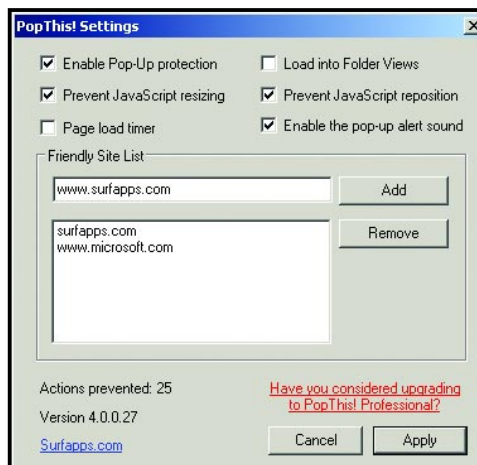 PopThis! Settings
Enable Pop-Up protection
Load into Folder Views
Prevent JavaScript resizing
Prevent JavaScript reposition
Page load timer
Enable the pop-up alert sound
Friendly Site List
www.surfapps.com
Add
surfapps.com
www.microsoft.com
Remove
Actions prevented: 25
Have you considered upgrading
to PopThis! Professional?
Version 4.0.0.27
Surfapps.com
Cancel
Apply